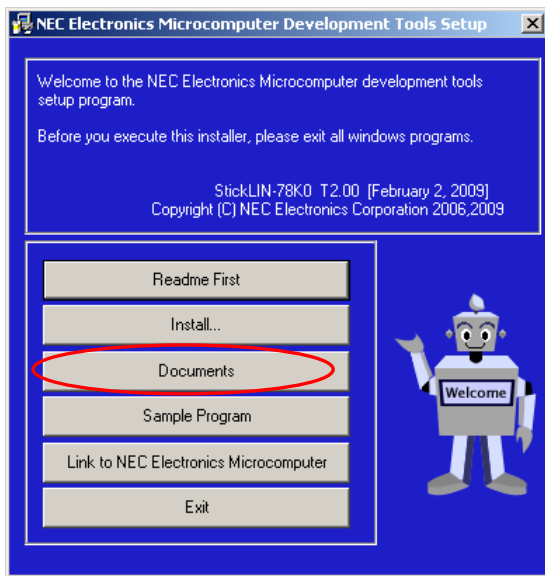 NEC Electronics Microcomputer Development Tools Setup
Welcome to the NEC Electronics Microcomputer development tools
setup program.
Before you execute this installer, please exit all windows programs.
StickLIN-78K0 T2.00 [February 2, 2009]
Copyright (C) NEC Electronics Corporation 2006,2009
Readme First
Install...
Documents
Sample Program
Link to NEC Electronics Microcomputer
Exit
Welcome